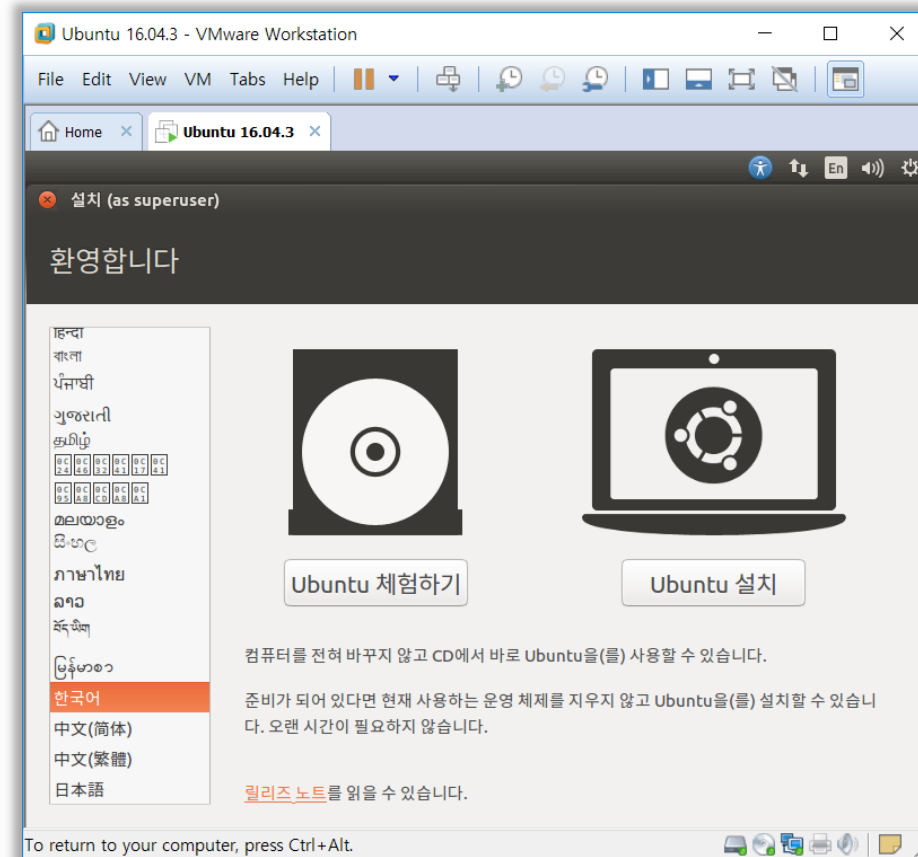 Ubuntu 16.04.3 - VMware Workstation
File Edit View VM Tabs Help
Home Ubuntu 16.04.3
En
설치 (as superuser)
환영합니다
हिन्दी
বাংলা
ਪੰਜਾਬੀ
ગુજરાતી
தமிழ்
മലയാളം
සිංහල
ภาษาไทย
ລາວ
မြန်မာစာ
한국어
中文(简体)
中文(繁體)
日本語
Ubuntu 체험하기
Ubuntu 설치
컴퓨터를 전혀 바꾸지 않고 CD에서 바로 Ubuntu을(를) 사용할 수 있습니다.
준비가 되어 있다면 현재 사용하는 운영 체제를 지우지 않고 Ubuntu을(를) 설치할 수 있습니
다. 오랜 시간이 필요하지 않습니다.
릴리즈 노트를 읽을 수 있습니다.
To return to your computer, press Ctrl+Alt.